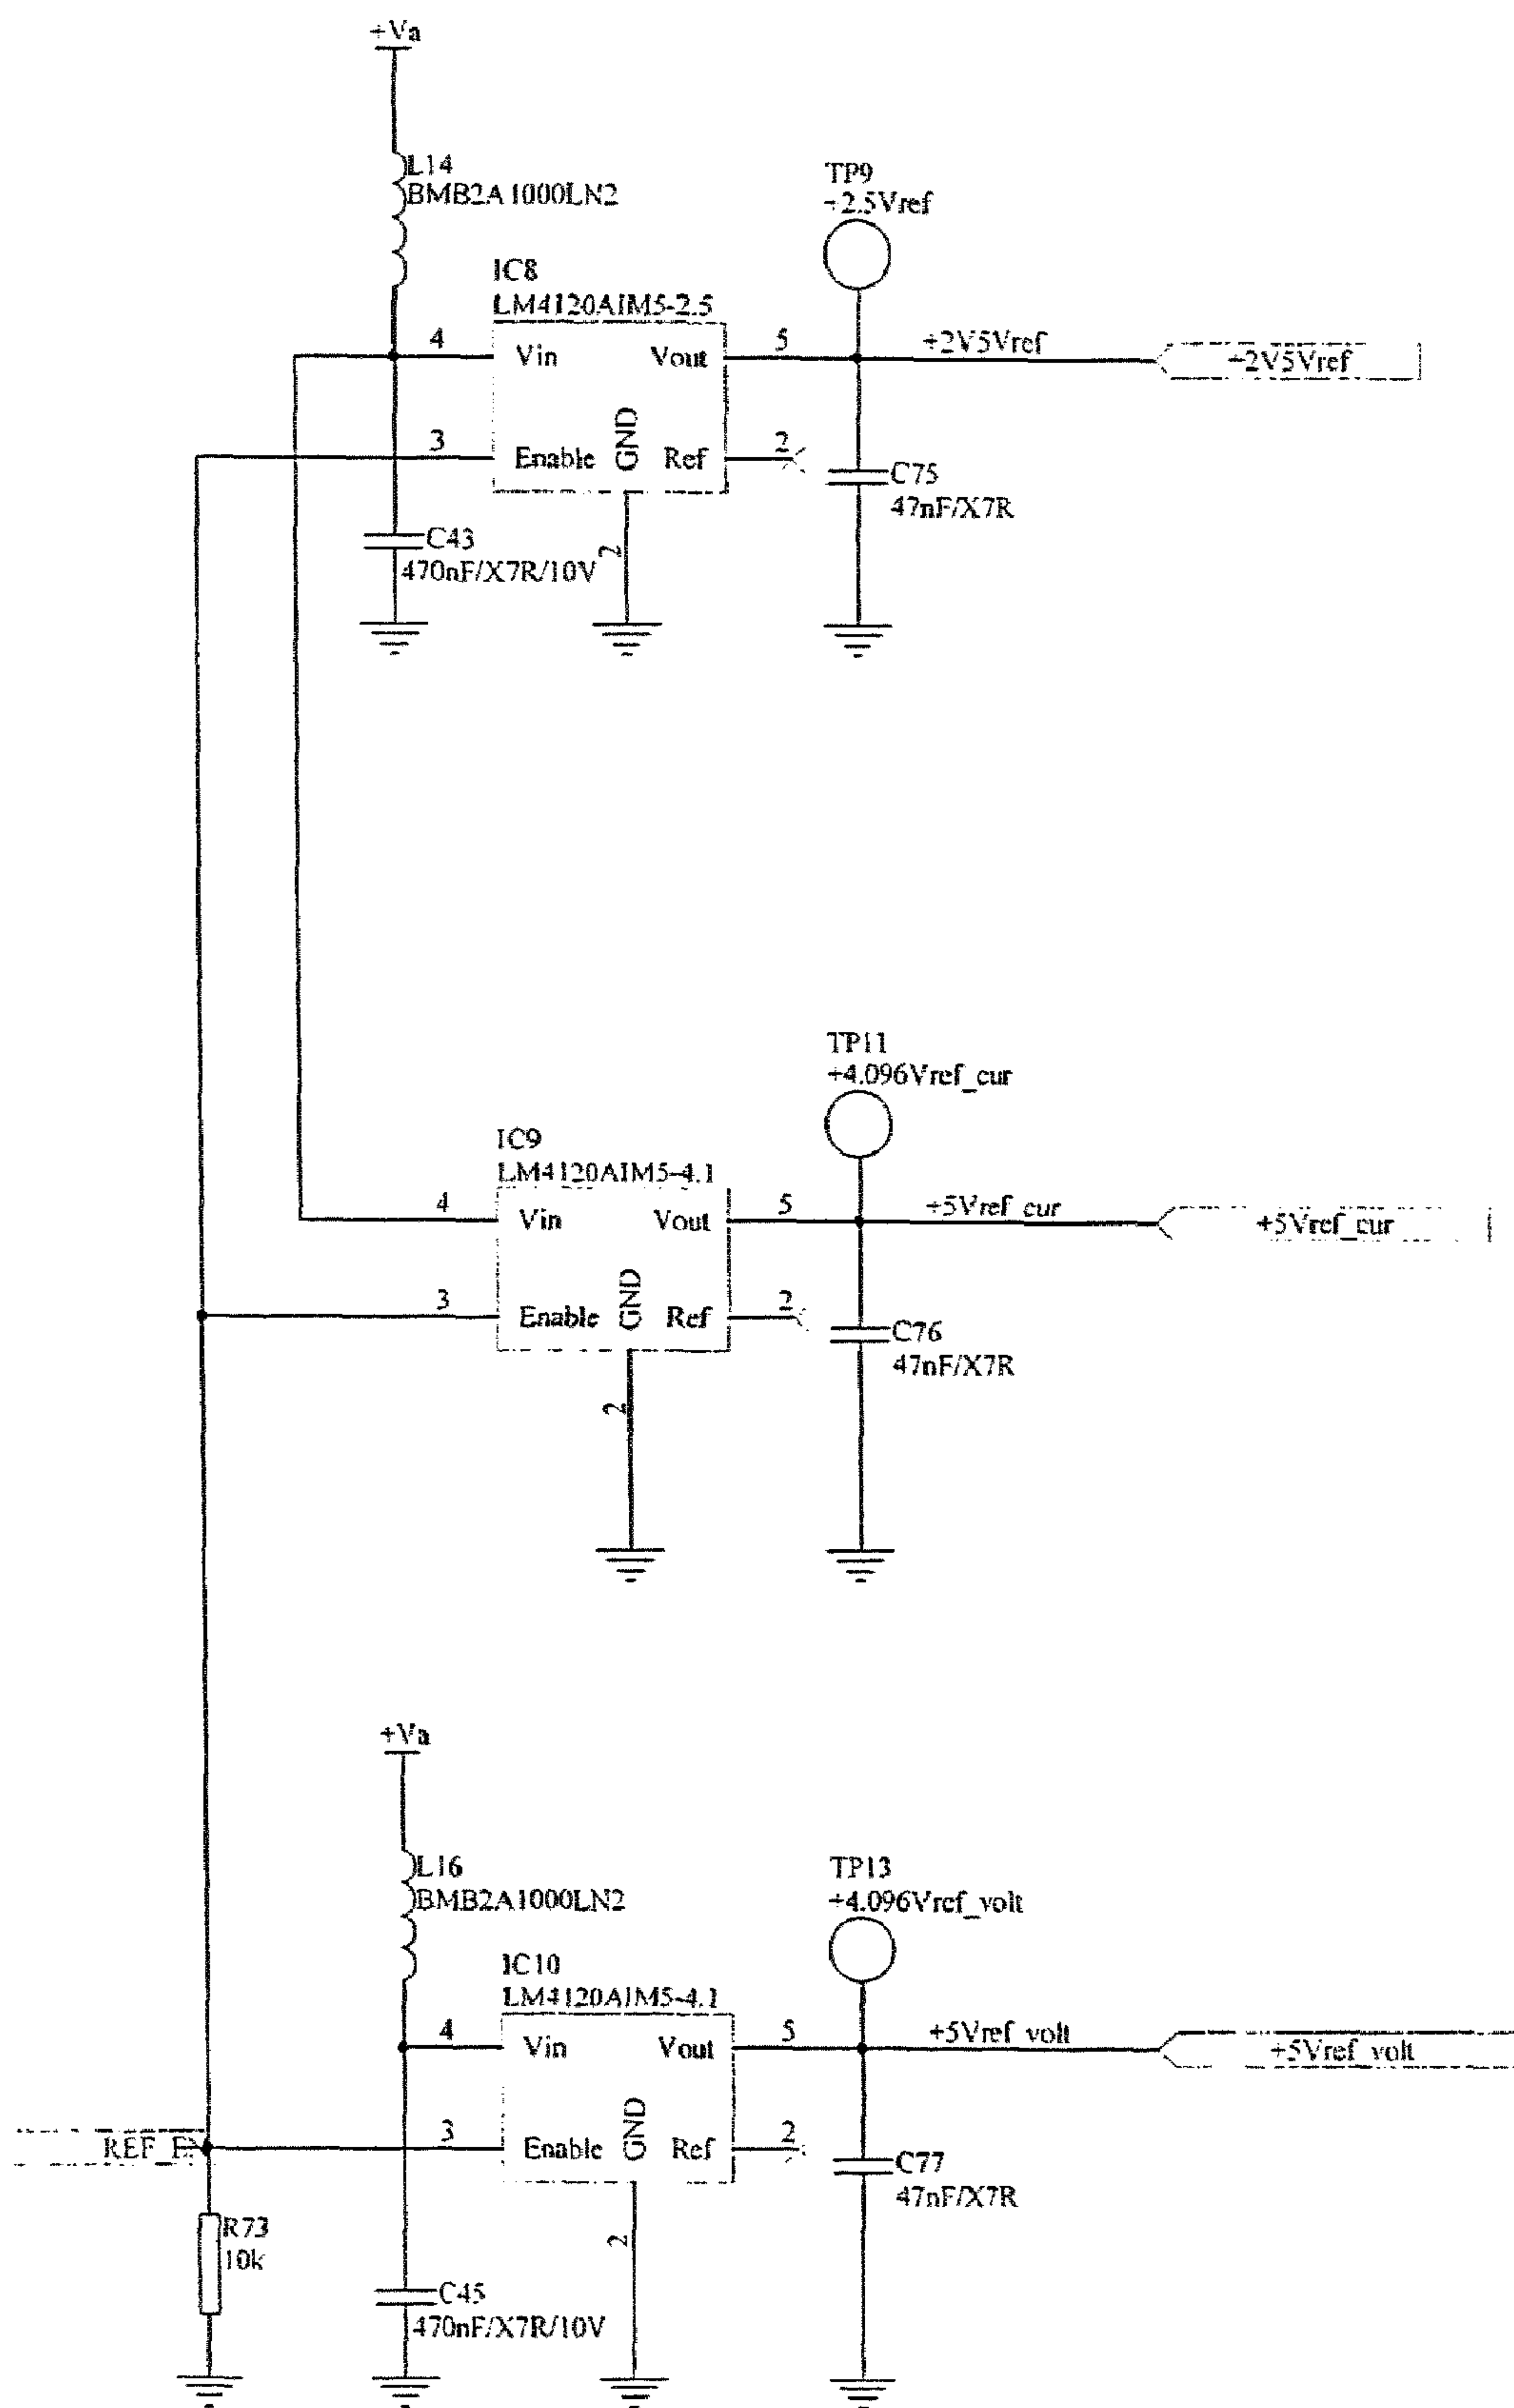 +Va
L14
BMB2A1000LN2
TP9
+2.5Vref
IC8
LM4120AIM5-2.5
4
Vin
Vout
5
+2V5Vref
+2V5Vref
3
Enable
GND
Ref
2
C75
47nF/X7R
C43
470nF/X7R/10V
2
TP11
+4.096Vref_cur
IC9
LM4120AIM5-4.1
4
Vin
Vout
5
+5Vref_cur
+5Vref_cur
3
Enable
GND
Ref
2
C76
47nF/X7R
2
+Va
L16
BMB2A1000LN2
TP13
+4.096Vref_volt
IC10
LM4120AIM5-4.1
4
Vin
Vout
5
+5Vref_volt
+5Vref_volt
REF_
3
Enable
GND
Ref
2
C77
47nF/X7R
R73
10k
2
C45
470nF/X7R/10V